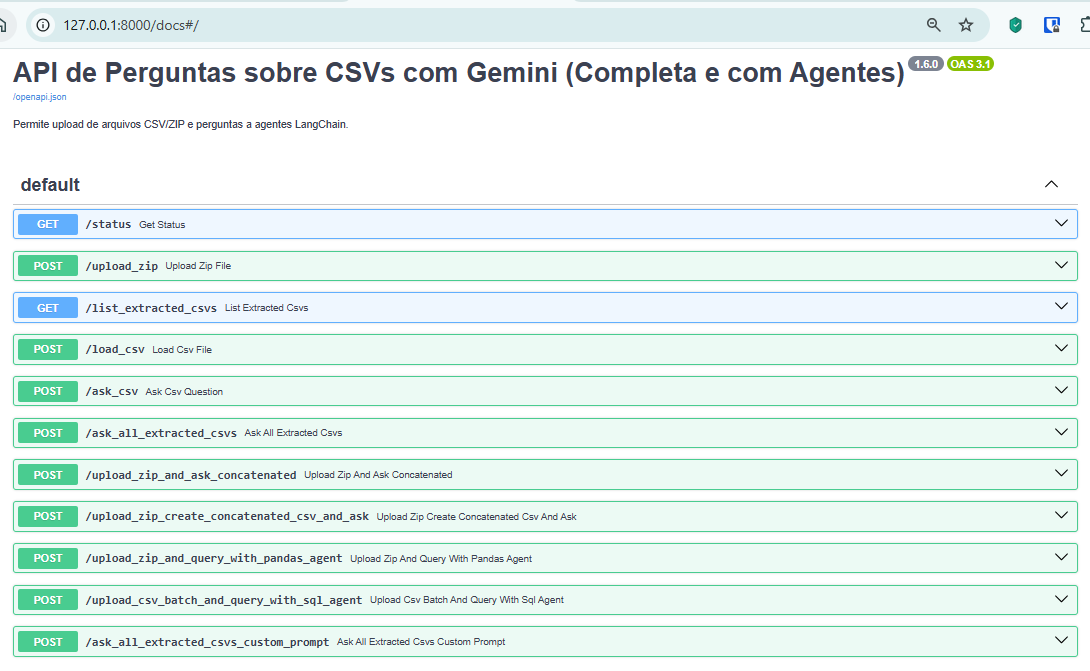 127.0.0.1:8000/docs#/
API de Perguntas sobre CSVs com Gemini (Completa e com Agentes) 1.6.0 OAS 3.1
/openapi.json
Permite upload de arquivos CSV/ZIP e perguntas a agentes LangChain.
default
GET /status Get Status
POST /upload_zip Upload Zip File
GET /list_extracted_csvs List Extracted Csvs
POST /load_csv Load Csv File
POST /ask_csv Ask Csv Question
POST /ask_all_extracted_csvs Ask All Extracted Csvs
POST /upload_zip_and_ask_concatenated Upload Zip And Ask Concatenated
POST /upload_zip_create_concatenated_csv_and_ask Upload Zip Create Concatenated Csv And Ask
POST /upload_zip_and_query_with_pandas_agent Upload Zip And Query With Pandas Agent
POST /upload_csv_batch_and_query_with_sql_agent Upload Csv Batch And Query With Sql Agent
POST /ask_all_extracted_csvs_custom_prompt Ask All Extracted Csvs Custom Prompt